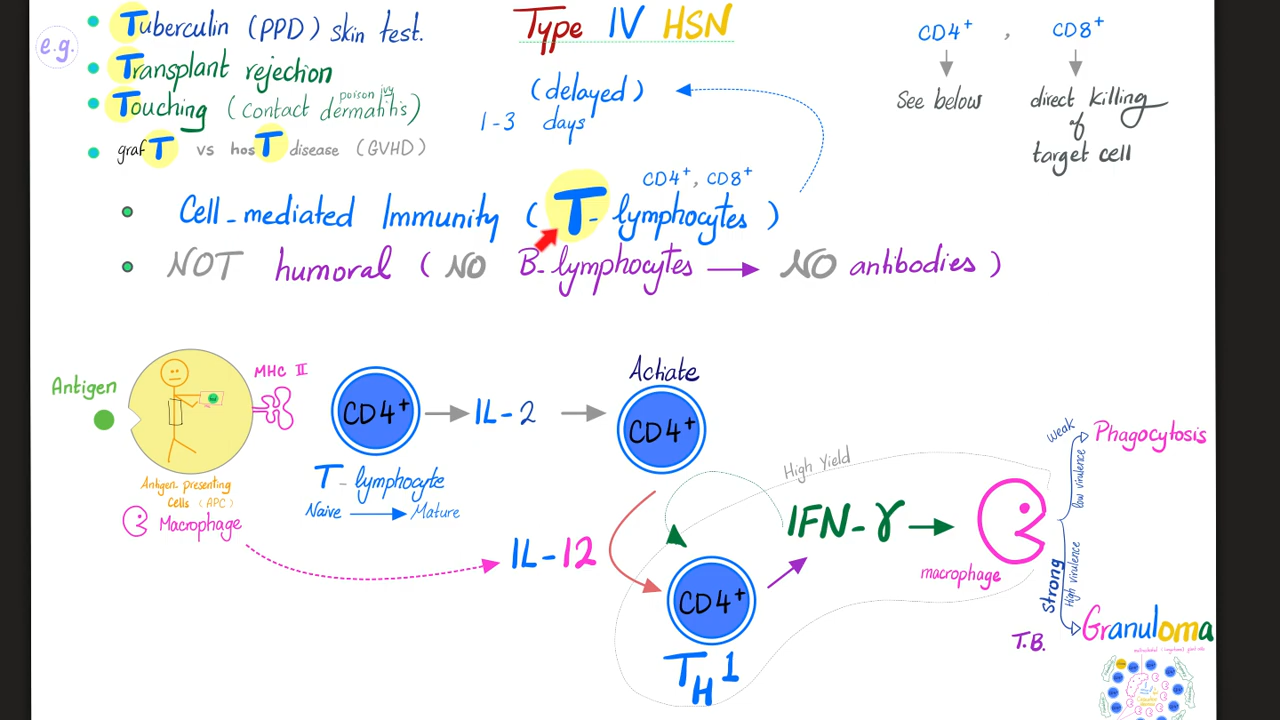 e.g.
Tuberculin (PPD) skin test.
Transplant rejection
poison ivy
Touching (contact dermatitis)
grafT vs hosT disease (GVHD)
Type IV HSN
(delayed)
1-3 days
CD4+ , CD8+
See below
direct killing
of
target cell
CD4+, CD8+
Cell-mediated Immunity (T-lymphocytes)
NOT humoral (NO B-lymphocytes → NO antibodies)
Antigen
MHC II
Antigen-presenting
Cells (APC)
Macrophage
CD4+ → IL-2 →
T-lymphocyte
Naive → Mature
Activate
CD4+
IL-12
CD4+
TH1
High Yield
IFN-γ →
macrophage
weak
low virulence
Phagocytosis
strong
High virulence
T.B.
Granuloma